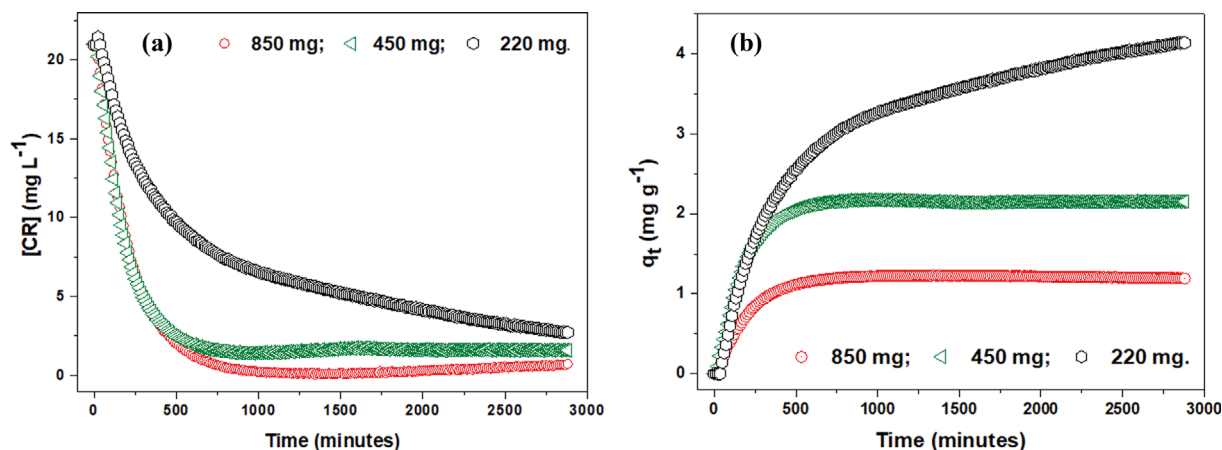 (a)
850 mg; 450 mg; 220 mg.
[CR] (mg L⁻¹)
20
15
10
5
0
0 500 1000 1500 2000 2500 3000
Time (minutes)
(b)
qₜ (mg g⁻¹)
4
3
2
1
0
850 mg; 450 mg; 220 mg.
0 500 1000 1500 2000 2500 3000
Time (minutes)